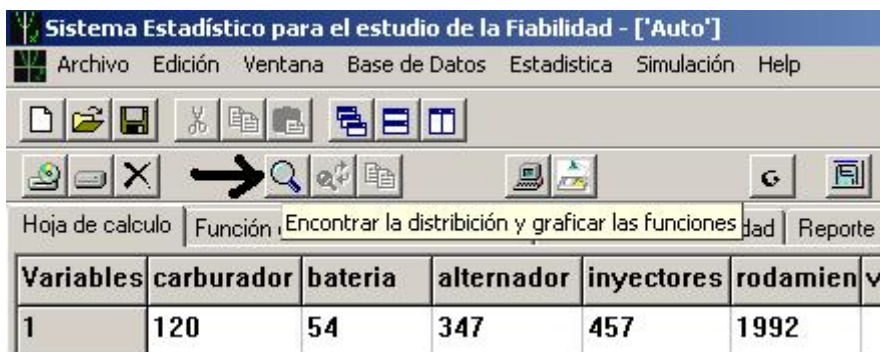 Sistema Estadístico para el estudio de la Fiabilidad - ['Auto']
Archivo Edición Ventana Base de Datos Estadistica Simulación Help
G
Encontrar la distribición y graficar las funciones
Hoja de calculo Función dad Reporte
Variables carburador bateria alternador inyectores rodamien
1 120 54 347 457 1992